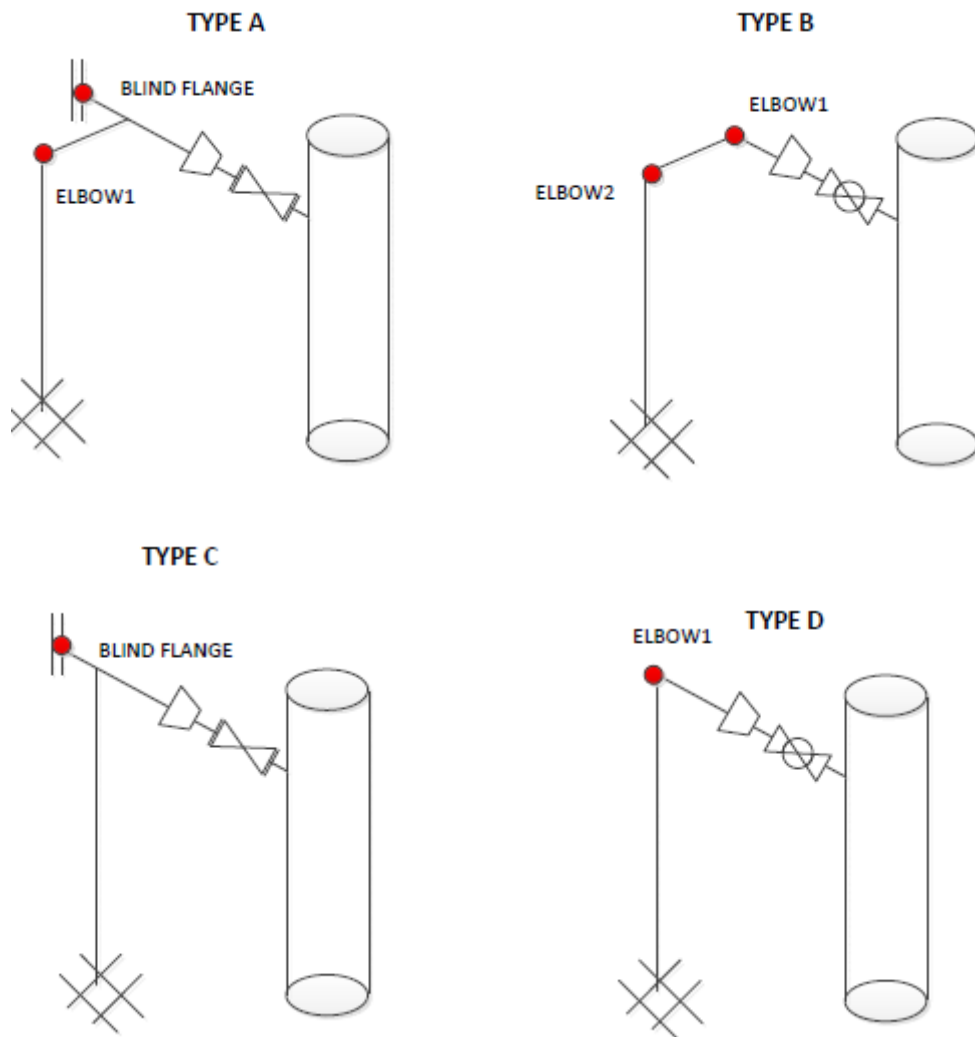 TYPE A
BLIND FLANGE
ELBOW1
TYPE B
ELBOW1
ELBOW2
TYPE C
BLIND FLANGE
TYPE D
ELBOW1